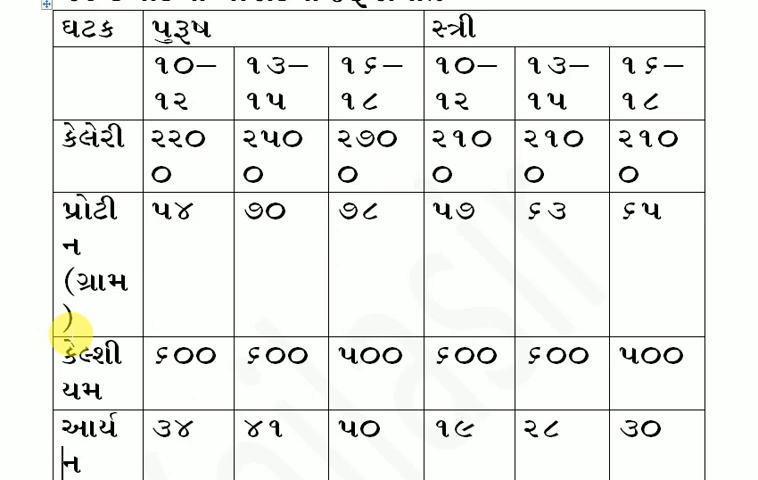 ઘટક પુરૂષ સ્ત્રી
૧૦–૧૨ ૧૩–૧૫ ૧૬–૧૮ ૧૦–૧૨ ૧૩–૧૫ ૧૬–૧૮
કેલેરી ૨૨૦૦ ૨૫૦૦ ૨૭૦૦ ૨૧૦૦ ૨૧૦૦ ૨૧૦૦
પ્રોટીન (ગ્રામ) ૫૪ ૭૦ ૭૮ ૫૭ ૬૩ ૬૫
કેલ્શીયમ ૬૦૦ ૬૦૦ ૫૦૦ ૬૦૦ ૬૦૦ ૫૦૦
આર્યન ૩૪ ૪૧ ૫૦ ૧૯ ૨૮ ૩૦